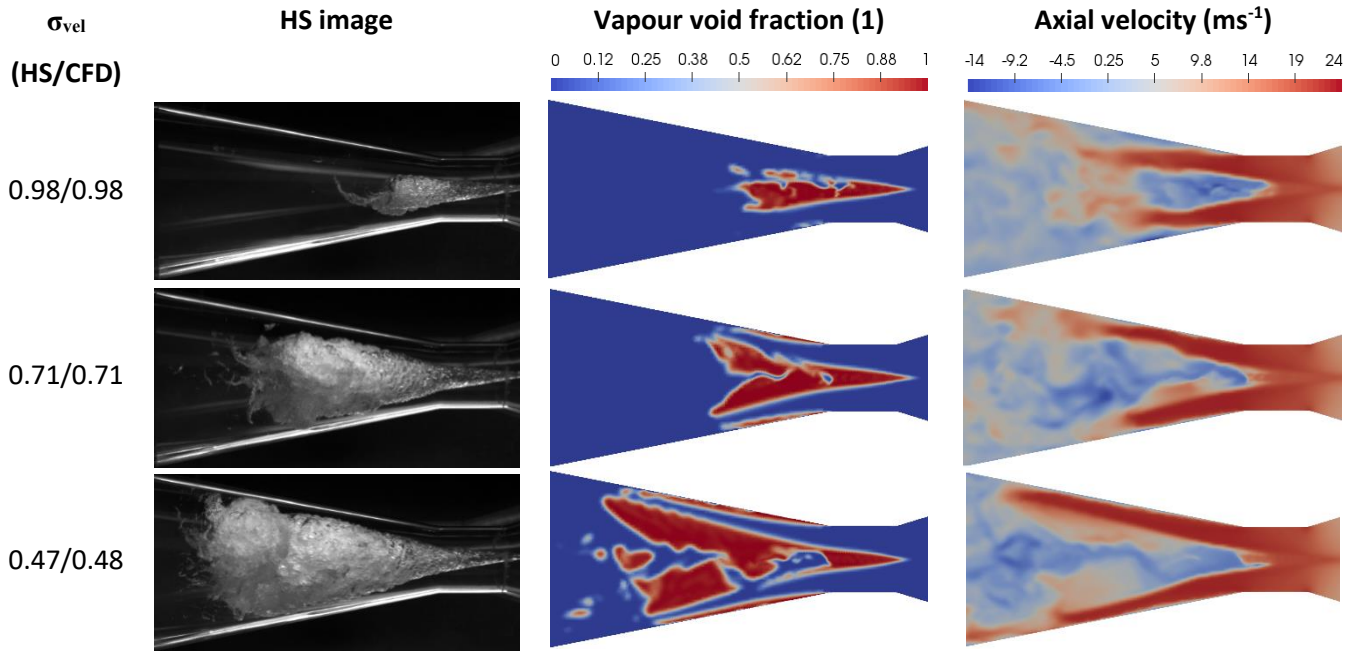 σvel HS image Vapour void fraction (1) Axial velocity (ms⁻¹)
(HS/CFD)
0 0.12 0.25 0.38 0.5 0.63 0.75 0.88 1
-14 -9.2 -4.5 0.25 5 9.8 14 19 24
0.98/0.98
0.71/0.71
0.47/0.48